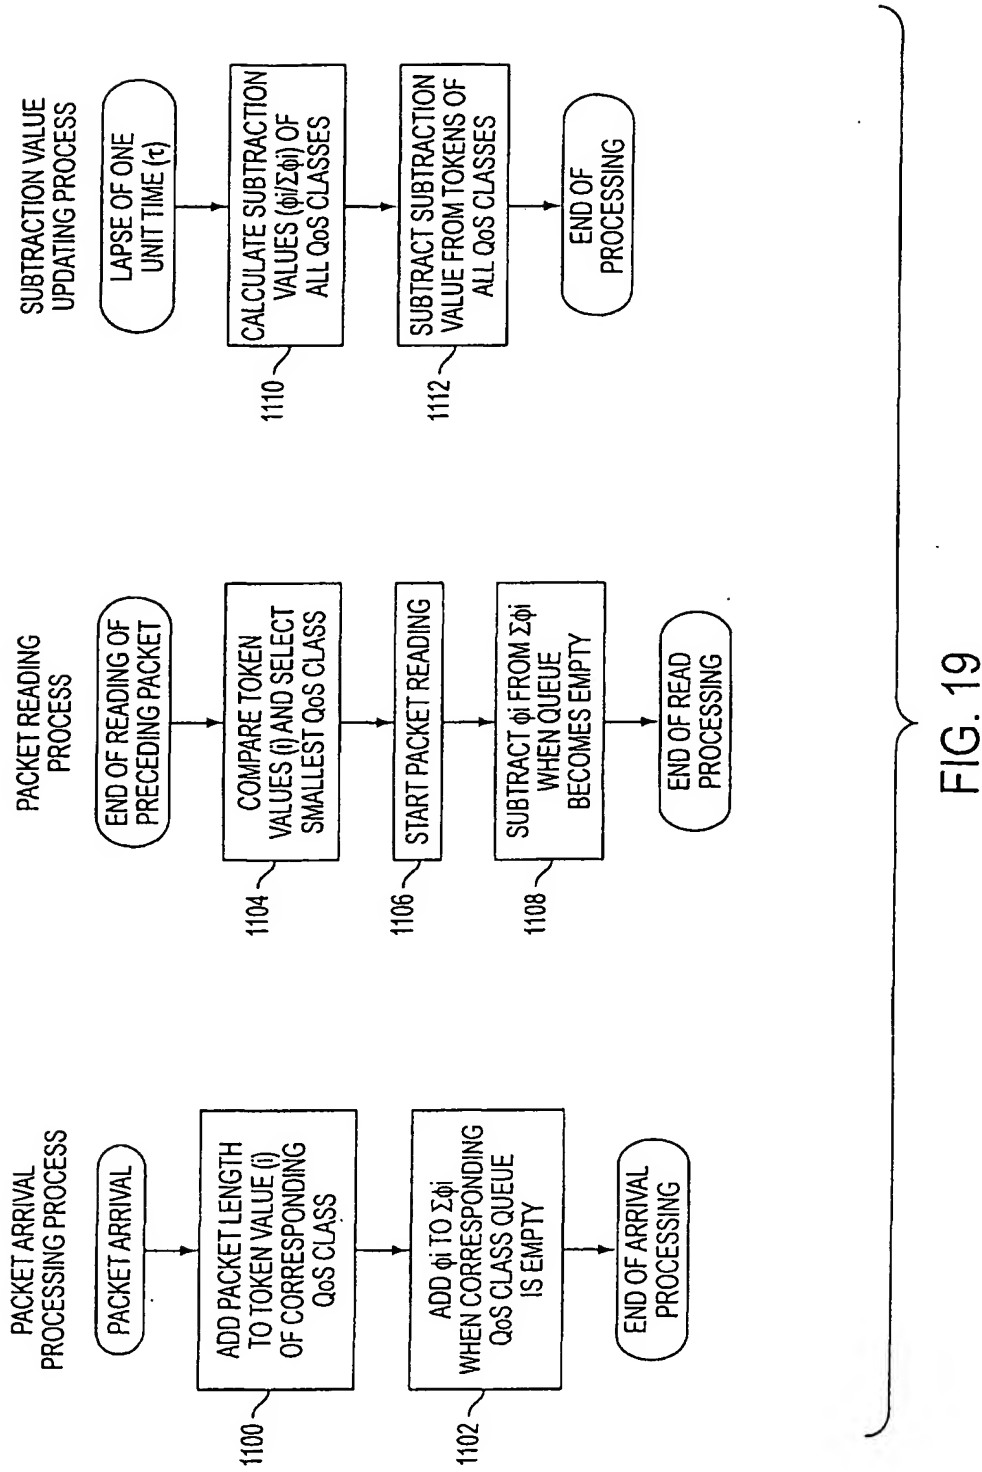 PACKET ARRIVAL
PROCESSING PROCESS
PACKET ARRIVAL
ADD PACKET LENGTH
TO TOKEN VALUE (i)
OF CORRESPONDING
QoS CLASS
1100
ADD ϕi TO Σϕi
WHEN CORRESPONDING
QoS CLASS QUEUE
IS EMPTY
1102
END OF ARRIVAL
PROCESSING
PACKET READING
PROCESS
END OF READING OF
PRECEDING PACKET
COMPARE TOKEN
VALUES (i) AND SELECT
SMALLEST QoS CLASS
1104
START PACKET READING
1106
SUBTRACT ϕi FROM Σϕi
WHEN QUEUE
BECOMES EMPTY
1108
END OF READ
PROCESSING
SUBTRACTION VALUE
UPDATING PROCESS
LAPSE OF ONE
UNIT TIME (τ)
CALCULATE SUBTRACTION
VALUES (ϕi/Σϕi) OF
ALL QoS CLASSES
1110
SUBTRACT SUBTRACTION
VALUE FROM TOKENS OF
ALL QoS CLASSES
1112
END OF
PROCESSING
FIG. 19